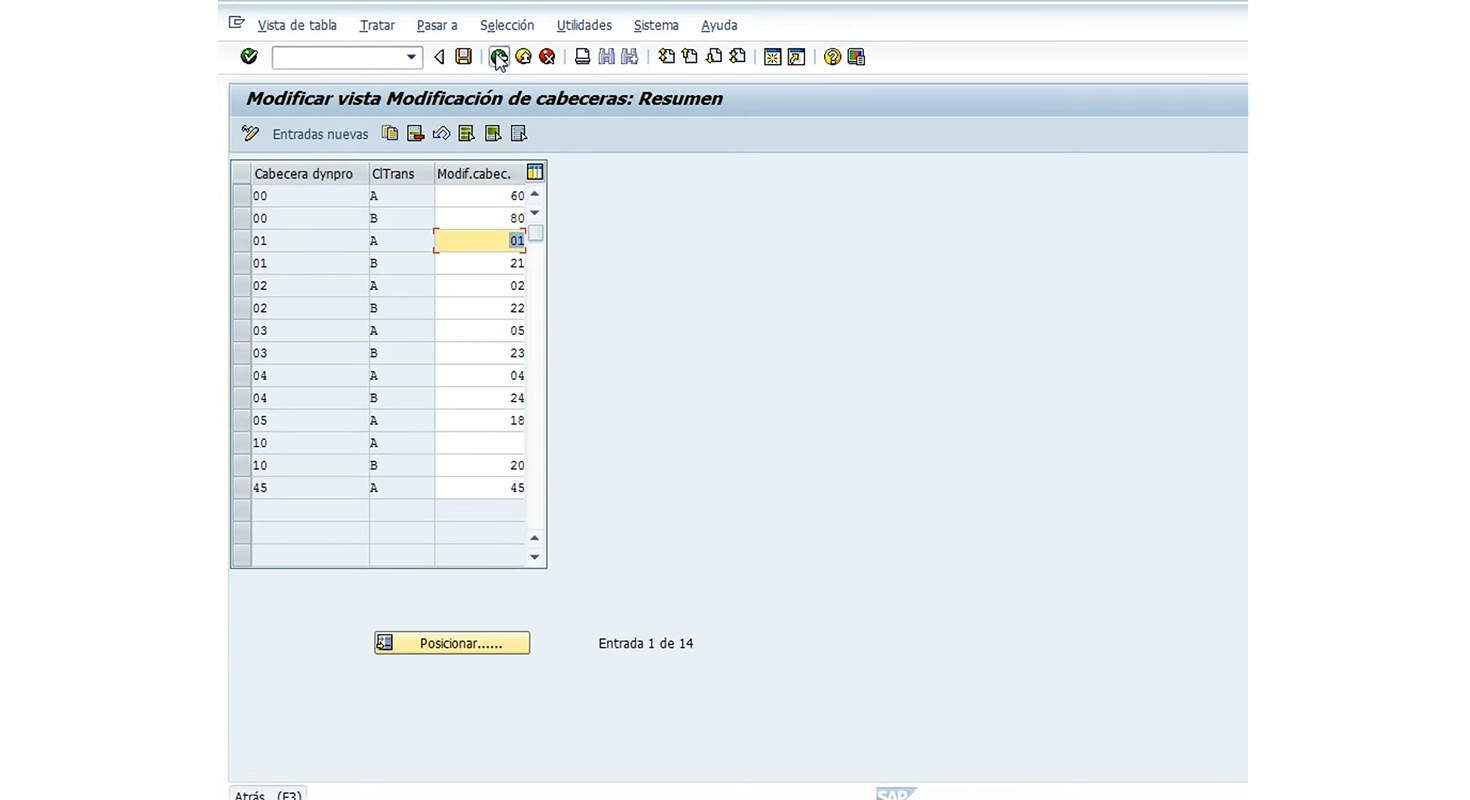 Vista de tabla Tratar Pasar a Selección Utilidades Sistema Ayuda
Modificar vista Modificación de cabeceras: Resumen
Entradas nuevas
Cabecera dynpro ClTrans Modif.cabec.
00 A 60
00 B 80
01 A 01
01 B 21
02 A 02
02 B 22
03 A 05
03 B 23
04 A 04
04 B 24
05 A 18
10 A
10 B 20
45 A 45
Posicionar...... Entrada 1 de 14
Atrás (F3) SAP